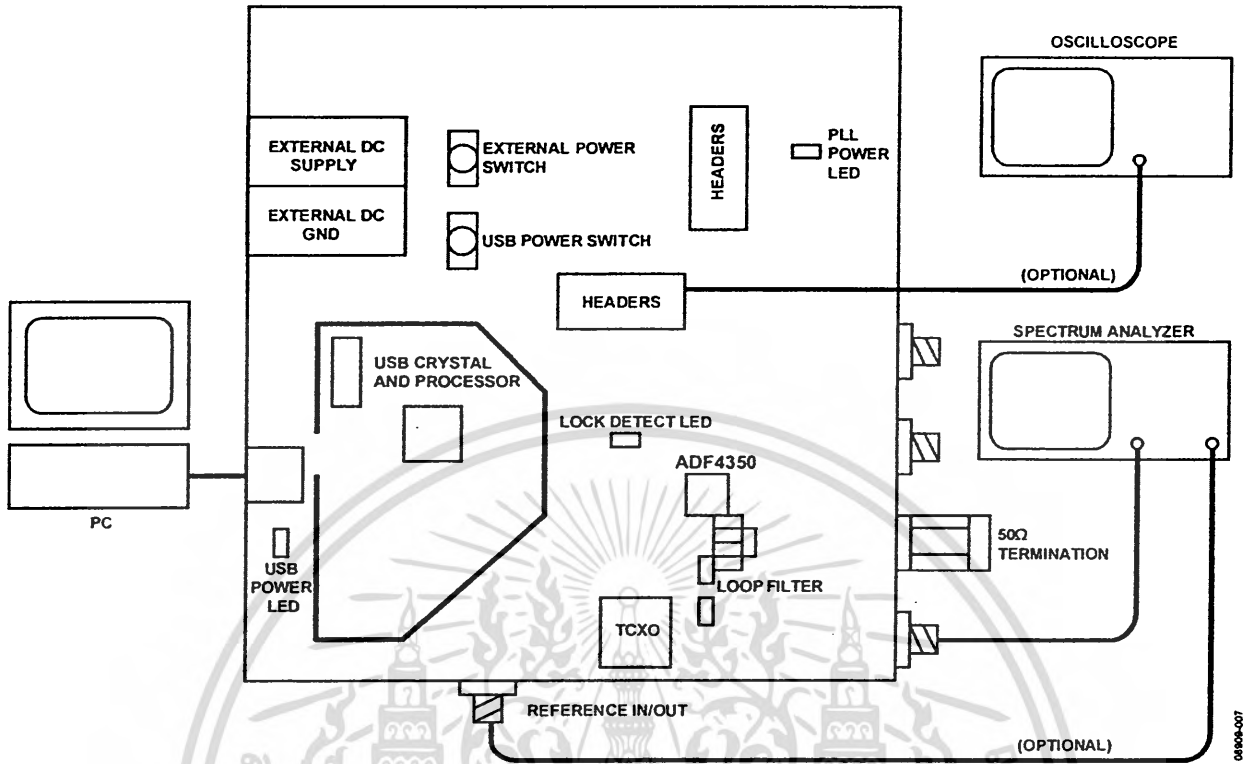 OSCILLOSCOPE
EXTERNAL DC
SUPPLY
EXTERNAL POWER
SWITCH
HEADERS
PLL
POWER
LED
EXTERNAL DC
GND
USB POWER SWITCH
(OPTIONAL)
HEADERS
SPECTRUM ANALYZER
USB CRYSTAL
AND PROCESSOR
LOCK DETECT LED
ADF4350
PC
50Ω
TERMINATION
USB
POWER
LED
LOOP FILTER
TCXO
REFERENCE IN/OUT
(OPTIONAL)
08909-007